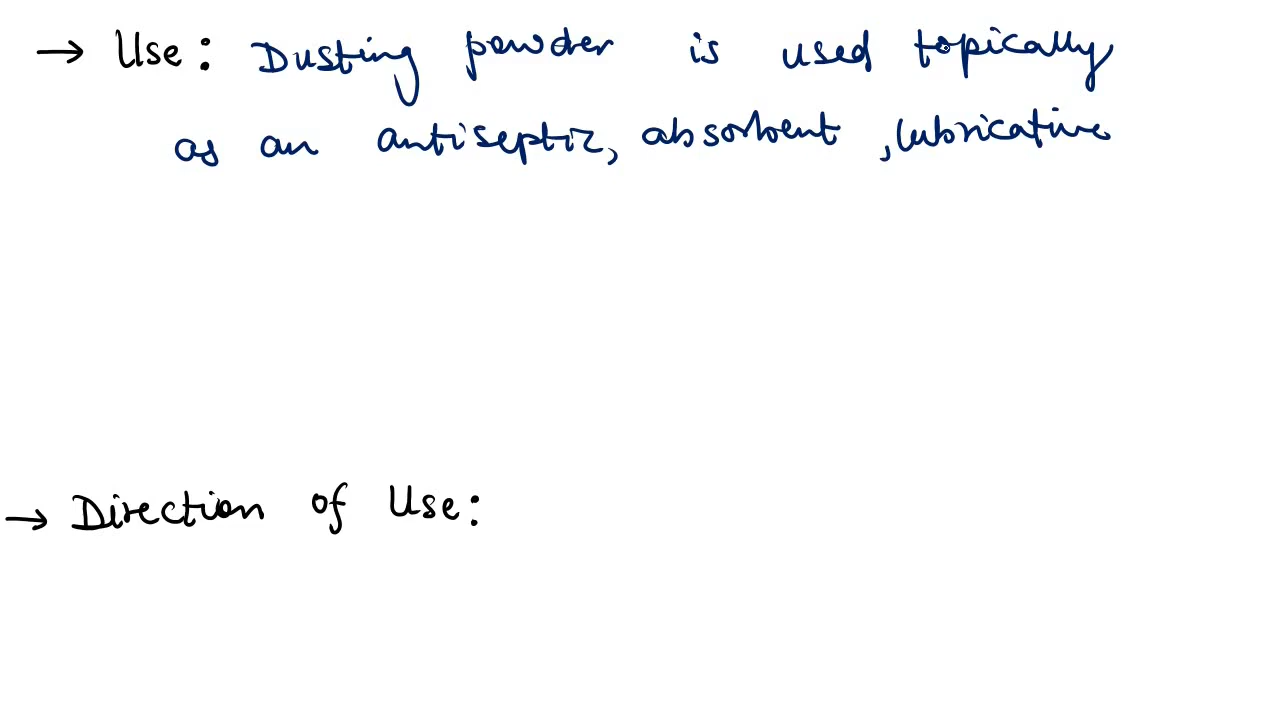 → Use: Dusting powder is used topically
as an antiseptic, absorbent, lubricative
→ Direction of Use: